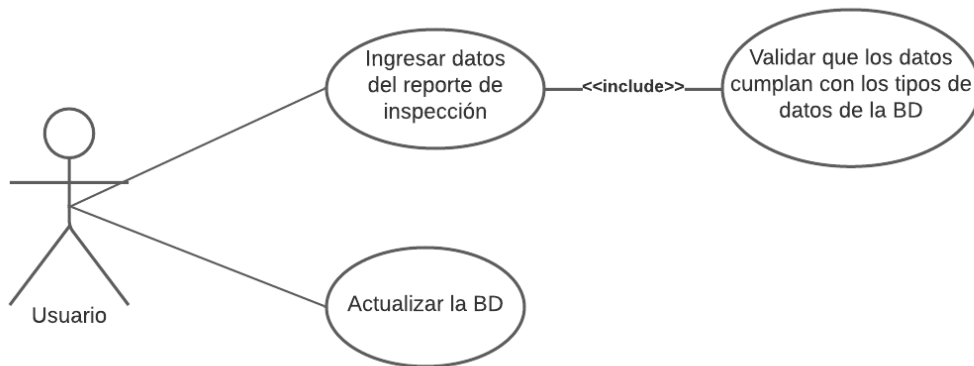 Ingresar datos
del reporte de
inspección
<<include>>
Validar que los datos
cumplan con los tipos de
datos de la BD
Usuario
Actualizar la BD